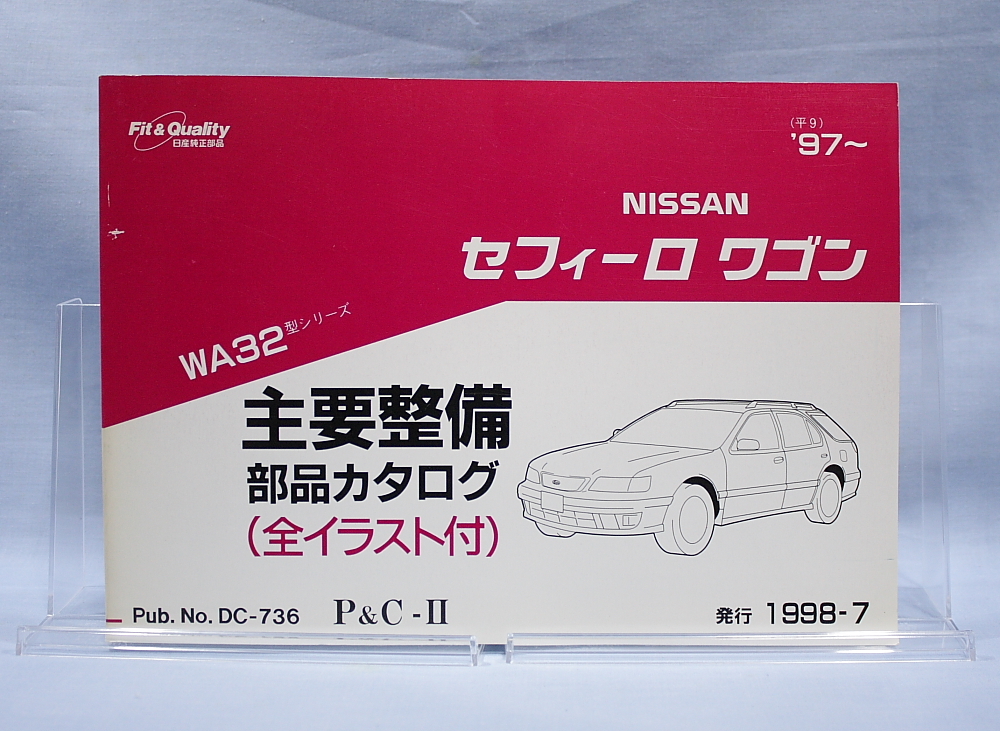 Fit & Quality
日産純正部品
(平9)
'97〜
NISSAN
セフィーロ ワゴン
WA32型シリーズ
主要整備
部品カタログ
(全イラスト付)
Pub. No. DC-736 P&C-II
発行 1998-7